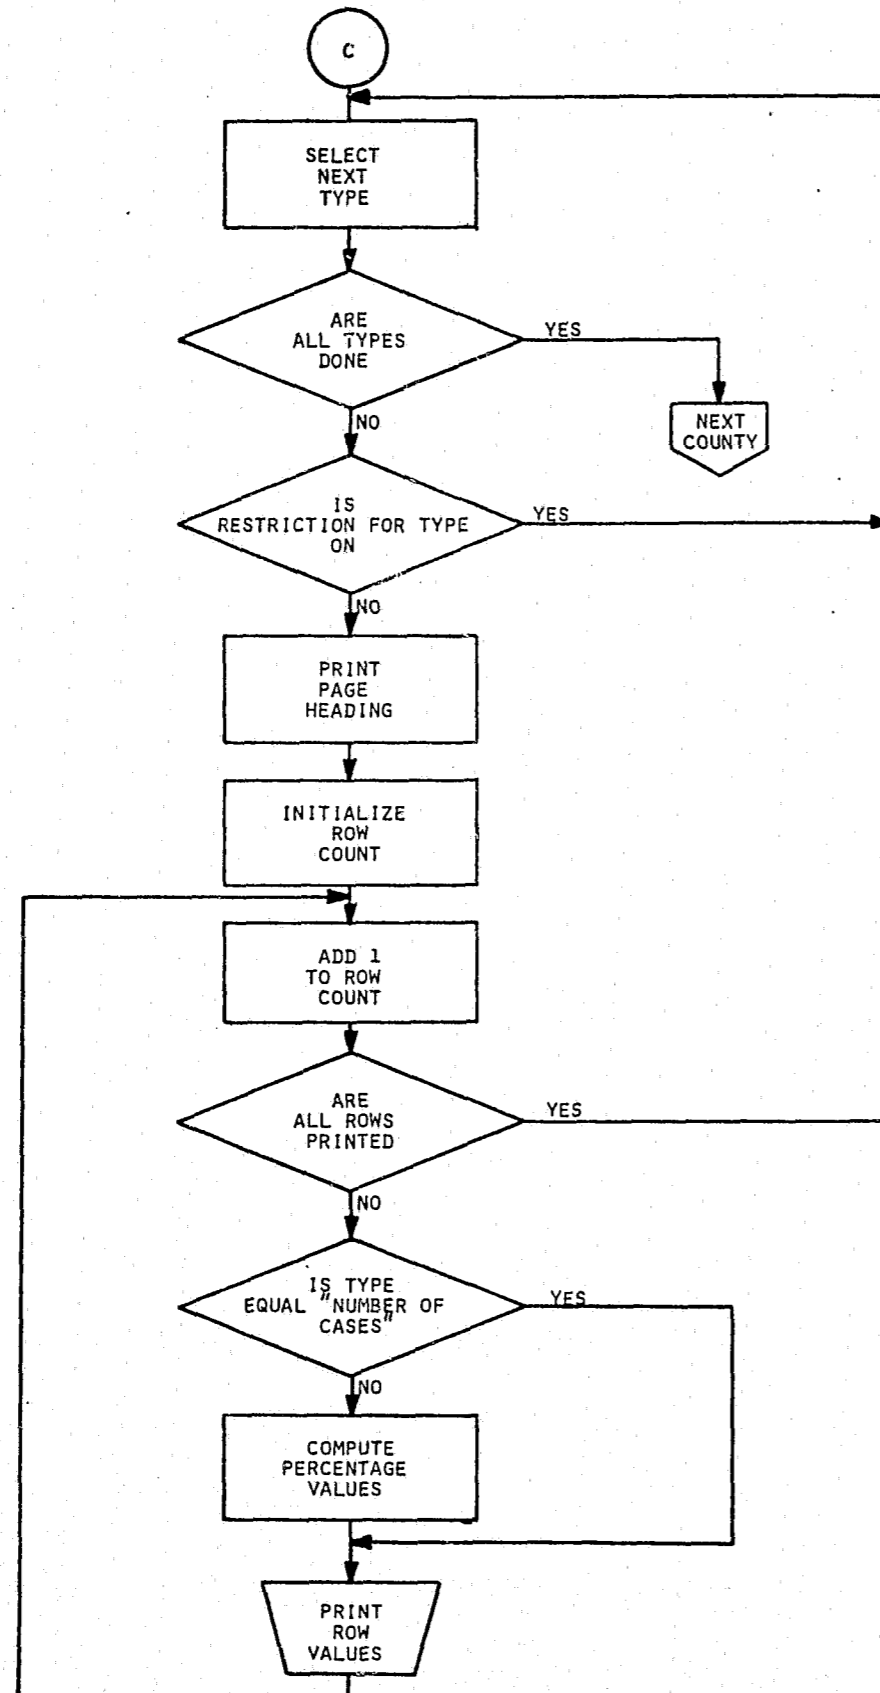 C
SELECT
NEXT
TYPE
ARE
ALL TYPES
DONE
YES
NO
NEXT
COUNTY
IS
RESTRICTION FOR TYPE
ON
YES
NO
PRINT
PAGE
HEADING
INITIALIZE
ROW
COUNT
ADD 1
TO ROW
COUNT
ARE
ALL ROWS
PRINTED
YES
NO
IS TYPE
EQUAL "NUMBER OF
CASES"
YES
NO
COMPUTE
PERCENTAGE
VALUES
PRINT
ROW
VALUES